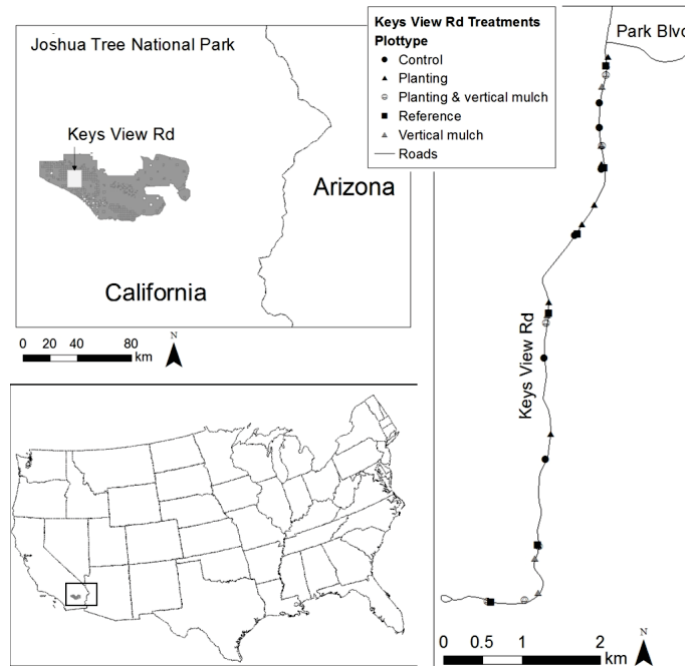 Joshua Tree National Park
Keys View Rd
Arizona
California
N
0 20 40 80
km
Keys View Rd Treatments
Plottype
Control
Planting
Planting & vertical mulch
Reference
Vertical mulch
Roads
Park Blvd
Keys View Rd
0 0.5 1 2
km
N